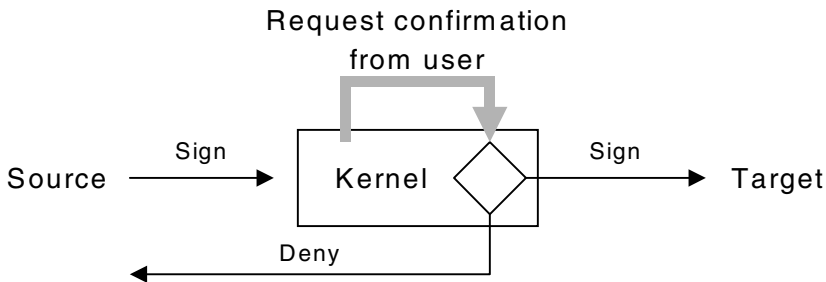 Request confirmation
from user
Sign
Sign
Source
Kernel
Target
Deny